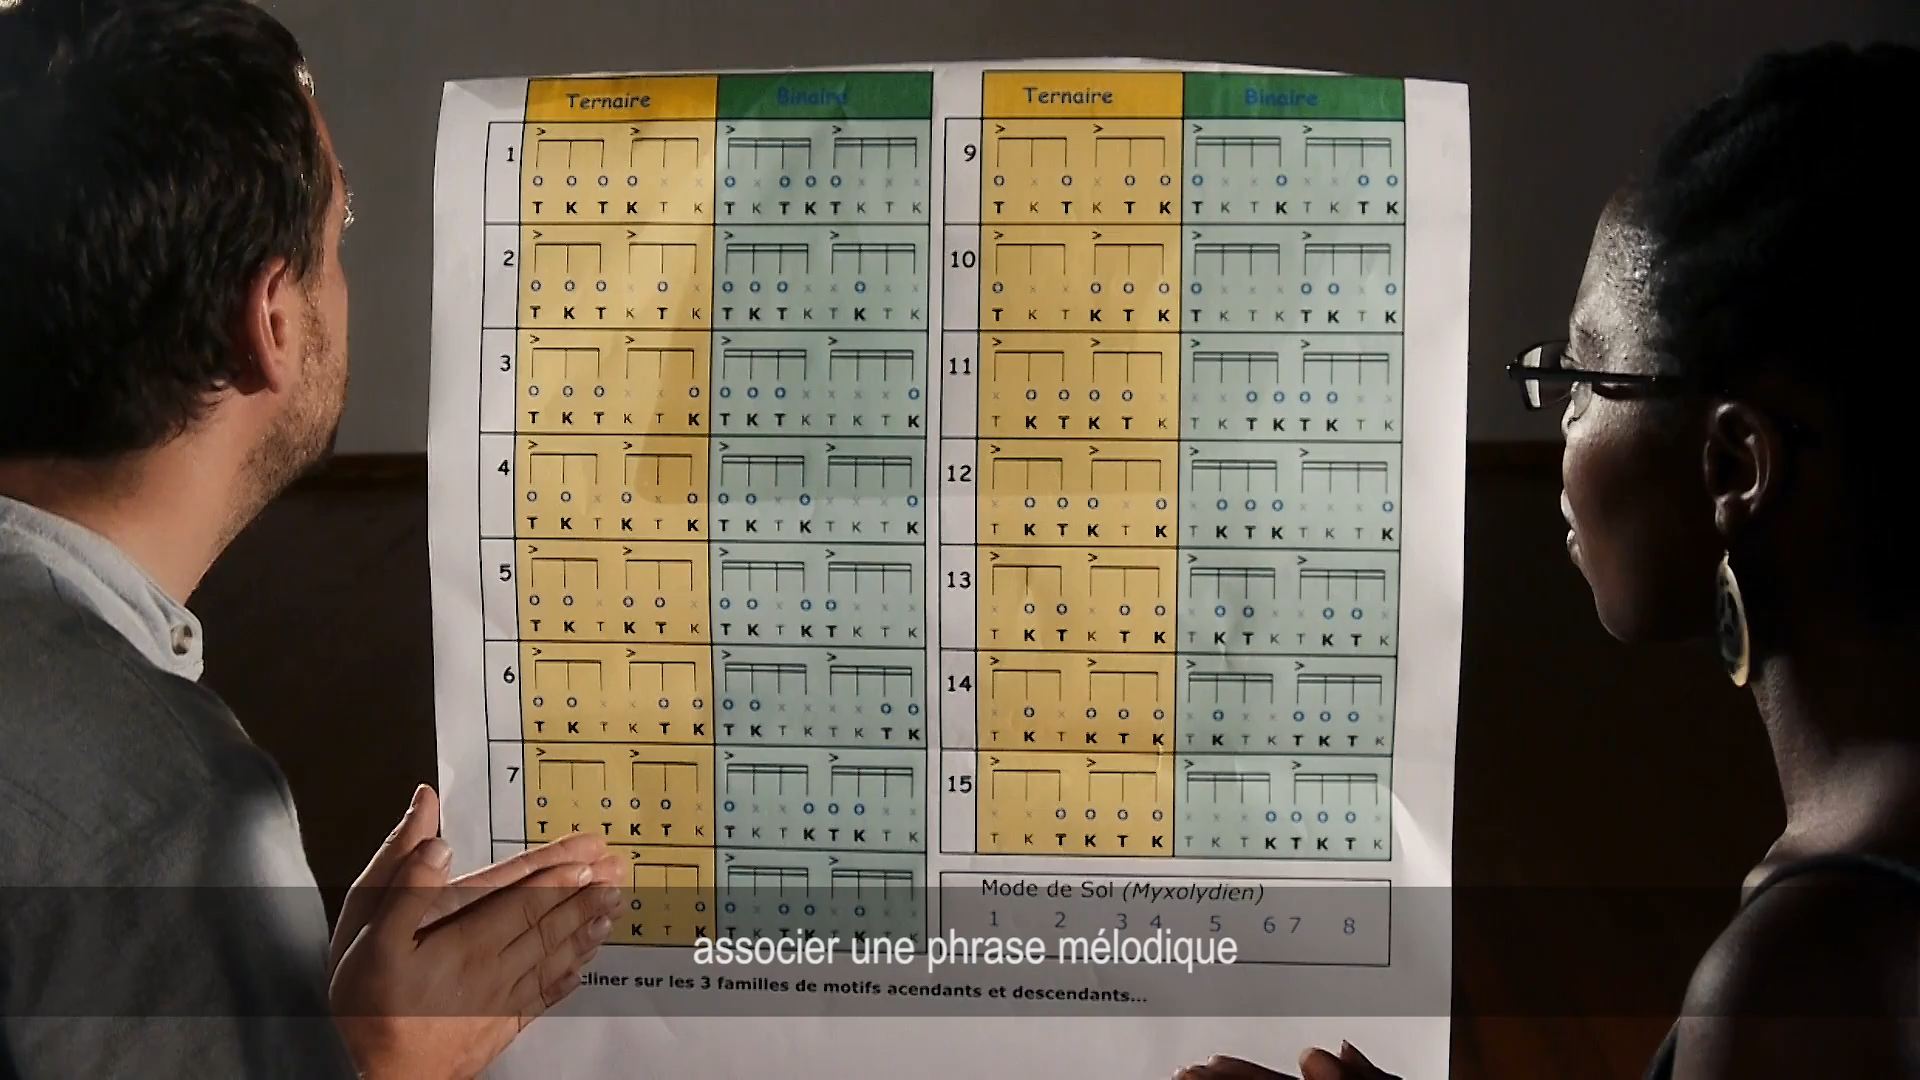 Ternaire Binaire Ternaire Binaire
1
o o o o x x o x o o o x x x
T K T K T K T K T K T K T K
9
o x o x o o o x x o x x o o
T K T K T K T K T K T K T K
2
o o o x o x o o o x x o x x
T K T K T K T K T K T K T K
10
o x x o o o o x x x o o x o
T K T K T K T K T K T K T K
3
o o o x x o o o o x x x x o
T K T K T K T K T K T K T K
11
x o o o o x x x o o o o x x
T K T K T K T K T K T K T K
4
o o x o x o o o x o x x x o
T K T K T K T K T K T K T K
12
x o o o x o x o o o x x x o
T K T K T K T K T K T K T K
5
o o x o o x o o x o o x x x
T K T K T K T K T K T K T K
13
x o o x o o x o o x x o o x
T K T K T K T K T K T K T K
6
o o x x o o o o x x x x o o
T K T K T K T K T K T K T K
14
x o x o o o x o x x o o o x
T K T K T K T K T K T K T K
7
o x o o o x o x x o o o x x
T K T K T K T K T K T K T K
15
x x o o o o x x x o o o o x
T K T K T K T K T K T K T K
o x o o x o o x o x x
K T K T K T K T K T K
Mode de Sol (Myxolydien)
1 2 3 4 5 6 7 8
associer une phrase mélodique
sur les 3 familles de motifs acendants et descendants...